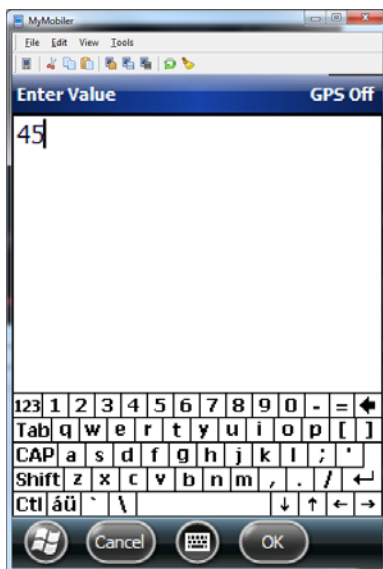 MyMobiler
File Edit View Tools
Enter Value GPS Off
45
123 1 2 3 4 5 6 7 8 9 0 - = ←
Tab q w e r t y u i o p [ ]
CAP a s d f g h j k l ; '
Shift z x c v b n m , . / ↵
Ctl áü ` \ ↓ ↑ ← →
Cancel OK